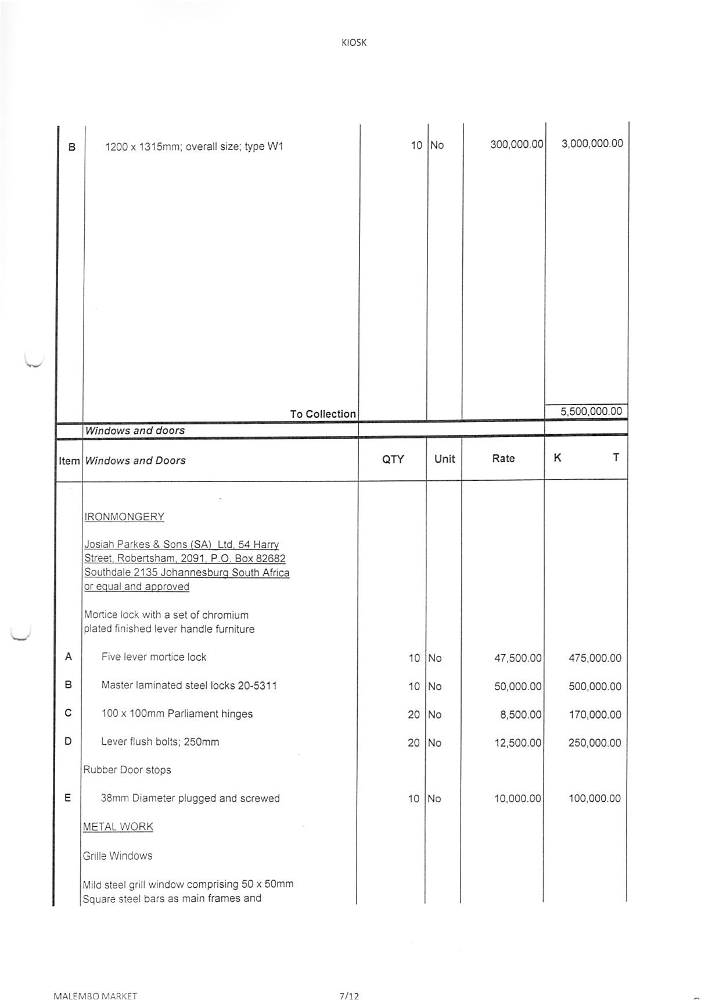 KIOSK
B 1200 x 1315mm; overall size; type W1 10 No 300,000.00 3,000,000.00
To Collection 5,500,000.00
Windows and doors
Item Windows and Doors QTY Unit Rate K T
IRONMONGERY
Josiah Parkes & Sons (SA) Ltd, 54 Harry
Street, Robertsham, 2091, P.O. Box 82682
Southdale 2135 Johannesburg South Africa
or equal and approved
Mortice lock with a set of chromium
plated finished lever handle furniture
A Five lever mortice lock 10 No 47,500.00 475,000.00
B Master laminated steel locks 20-5311 10 No 50,000.00 500,000.00
C 100 x 100mm Parliament hinges 20 No 8,500.00 170,000.00
D Lever flush bolts; 250mm 20 No 12,500.00 250,000.00
Rubber Door stops
E 38mm Diameter plugged and screwed 10 No 10,000.00 100,000.00
METAL WORK
Grille Windows
Mild steel grill window comprising 50 x 50mm
Square steel bars as main frames and
MALEMBO MARKET 7/12